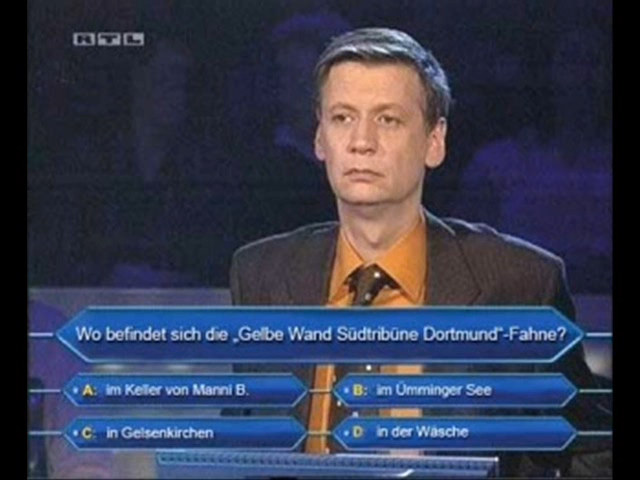 RTL
Wo befindet sich die „Gelbe Wand Südtribüne Dortmund"-Fahne?
A: im Keller von Manni B.
B: im Ümminger See
C: in Gelsenkirchen
D: in der Wäsche